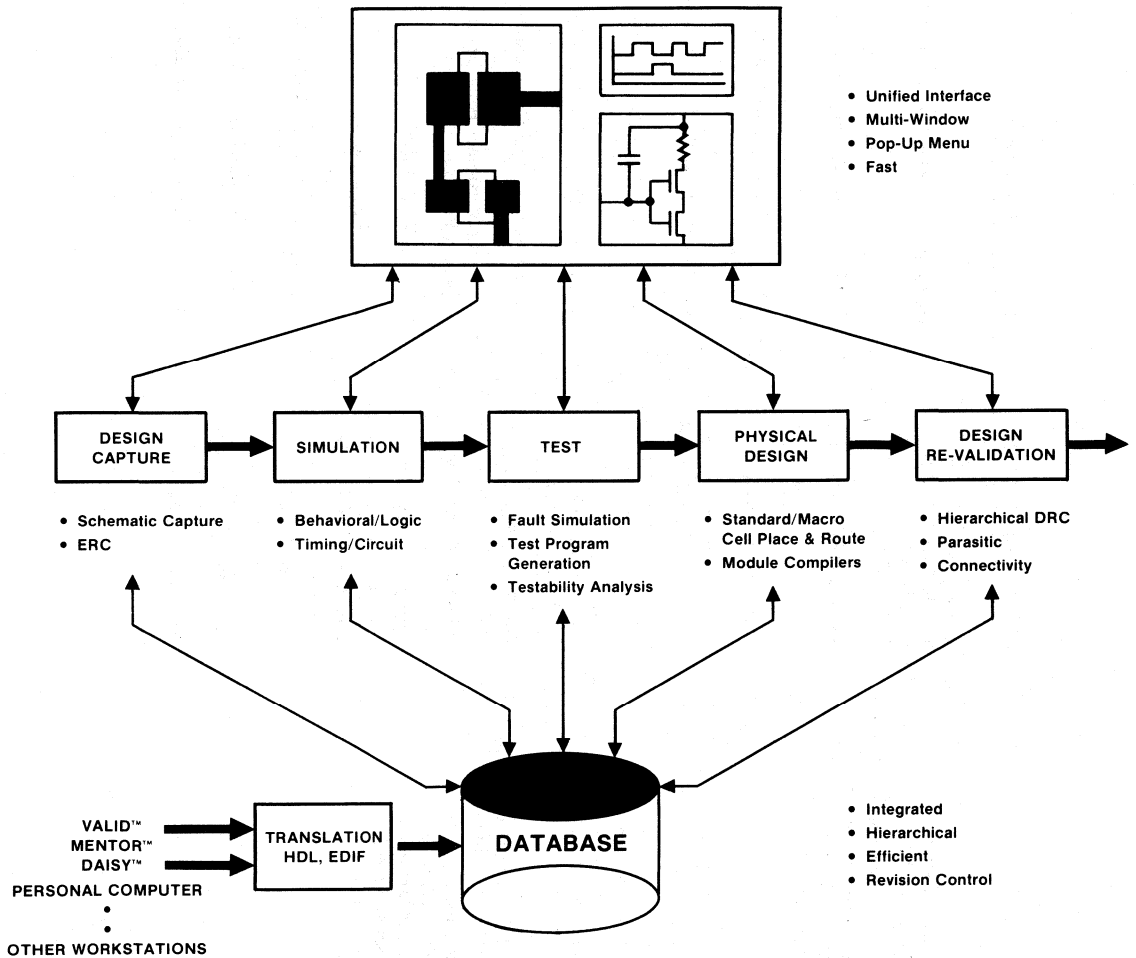 • Unified Interface
• Multi-Window
• Pop-Up Menu
• Fast
DESIGN
CAPTURE
SIMULATION
TEST
PHYSICAL
DESIGN
DESIGN
RE-VALIDATION
• Schematic Capture
• ERC
• Behavioral/Logic
• Timing/Circuit
• Fault Simulation
• Test Program
Generation
• Testability Analysis
• Standard/Macro
Cell Place & Route
• Module Compilers
• Hierarchical DRC
• Parasitic
• Connectivity
VALID™
MENTOR™
DAISY™
PERSONAL COMPUTER
•
•
OTHER WORKSTATIONS
TRANSLATION
HDL, EDIF
DATABASE
• Integrated
• Hierarchical
• Efficient
• Revision Control